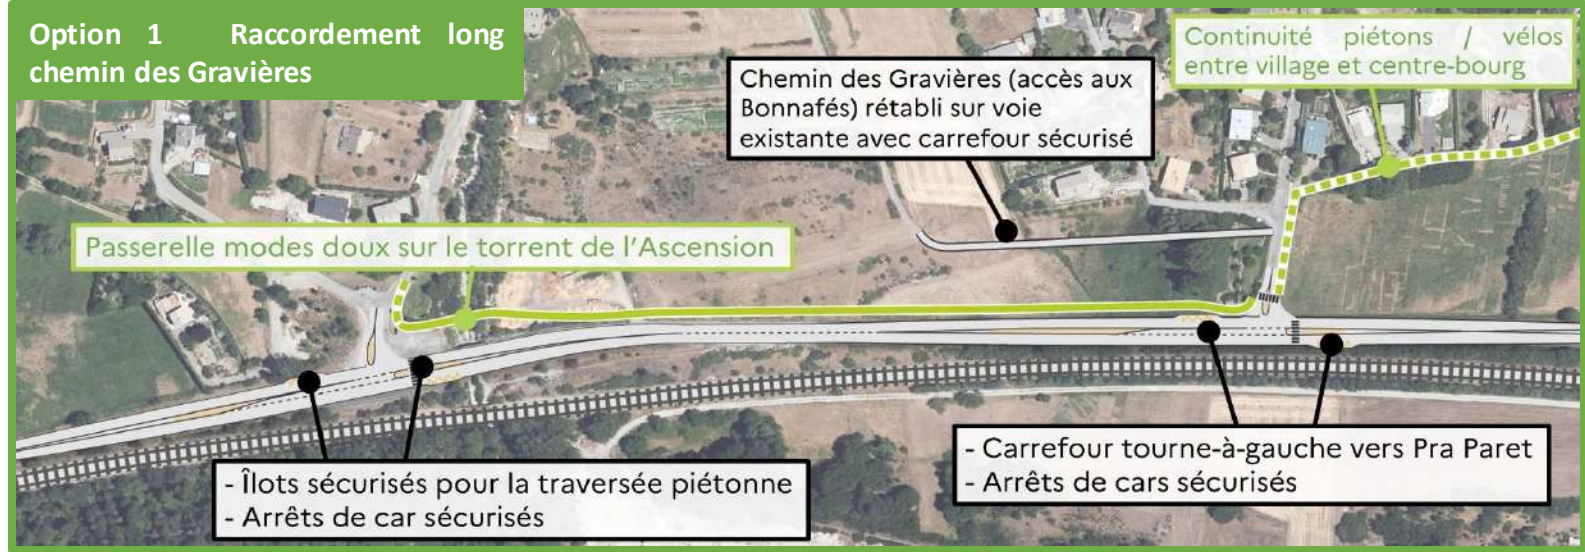 Option 1 Raccordement long
chemin des Gravières
Continuité piétons / vélos
entre village et centre-bourg
Chemin des Gravières (accès aux
Bonnafés) rétabli sur voie
existante avec carrefour sécurisé
Passerelle modes doux sur le torrent de l'Ascension
- Îlots sécurisés pour la traversée piétonne
- Arrêts de car sécurisés
- Carrefour tourne-à-gauche vers Pra Paret
- Arrêts de cars sécurisés